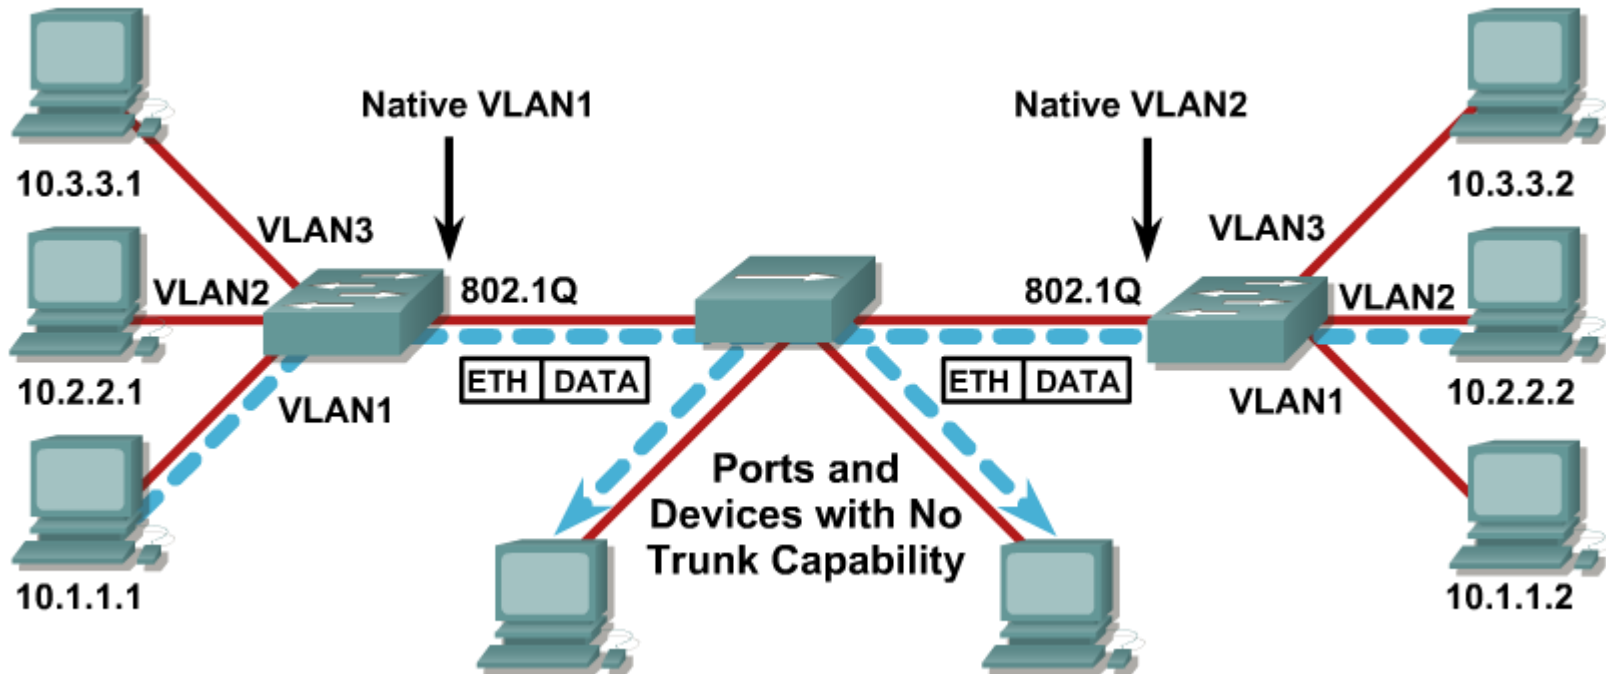 Native VLAN1
Native VLAN2
10.3.3.1
10.3.3.2
VLAN3
VLAN3
VLAN2
802.1Q
802.1Q
VLAN2
ETH DATA
ETH DATA
10.2.2.1
10.2.2.2
VLAN1
VLAN1
Ports and
Devices with No
Trunk Capability
10.1.1.1
10.1.1.2